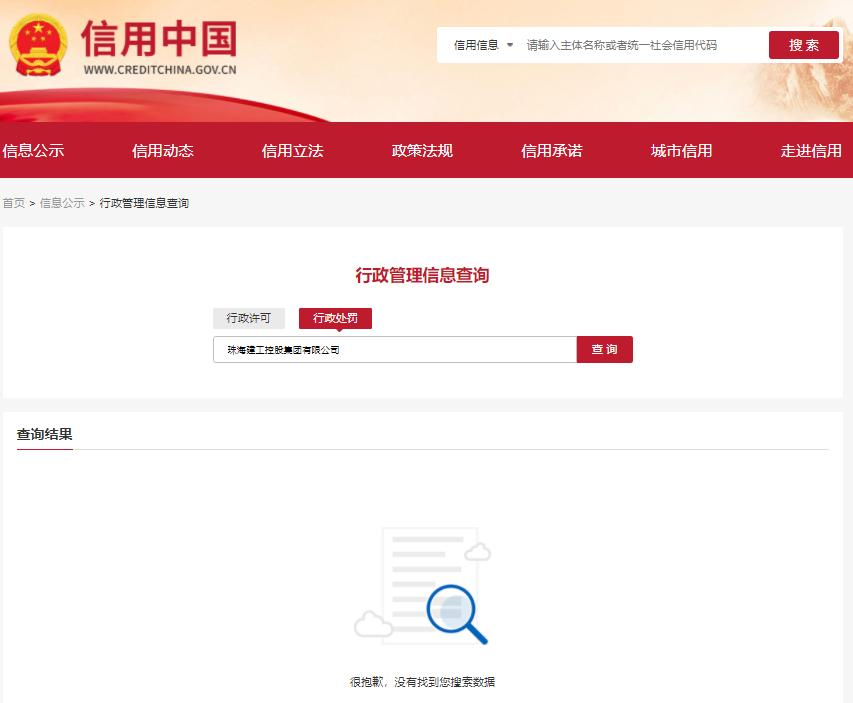 信用中国
WWW.CREDITCHINA.GOV.CN
信用信息 请输入主体名称或者统一社会信用代码 搜索
信息公示 信用动态 信用立法 政策法规 信用承诺 城市信用 走进信用
首页 > 信息公示 > 行政管理信息查询
行政管理信息查询
行政许可 行政处罚
珠海建工控股集团有限公司 查询
查询结果
很抱歉，没有找到您搜索数据